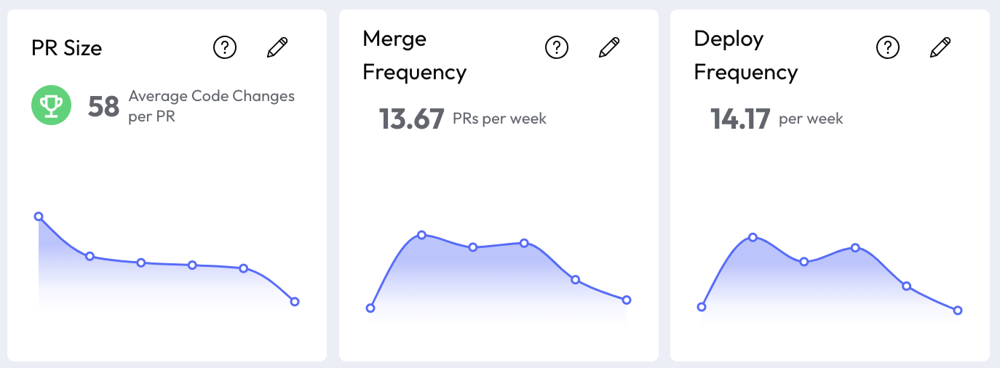 PR Size
?
58 Average Code Changes
per PR
Merge
Frequency
?
13.67 PRs per week
Deploy
Frequency
?
14.17 per week